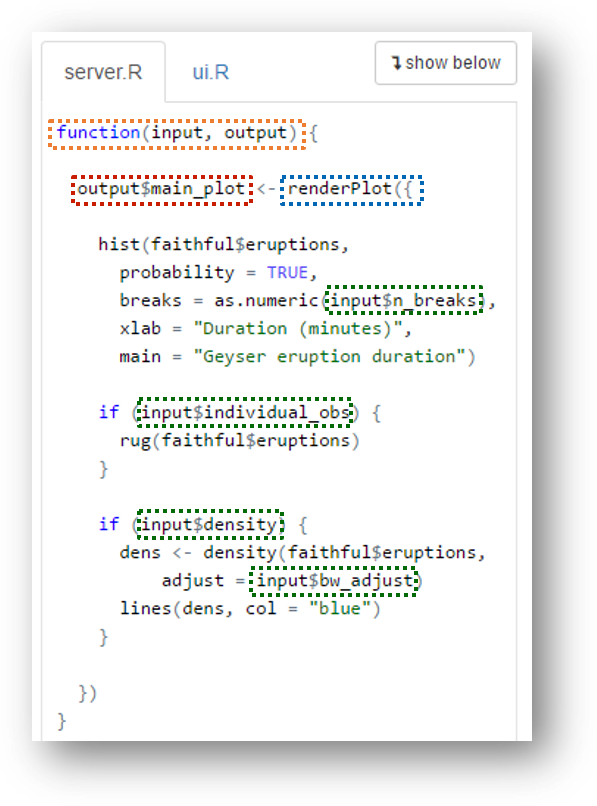 server.R ui.R ↴ show below
function(input, output) {
output$main_plot <- renderPlot({
hist(faithful$eruptions,
probability = TRUE,
breaks = as.numeric(input$n_breaks),
xlab = "Duration (minutes)",
main = "Geyser eruption duration")
if (input$individual_obs) {
rug(faithful$eruptions)
}
if (input$density) {
dens <- density(faithful$eruptions,
adjust = input$bw_adjust)
lines(dens, col = "blue")
}
})
}